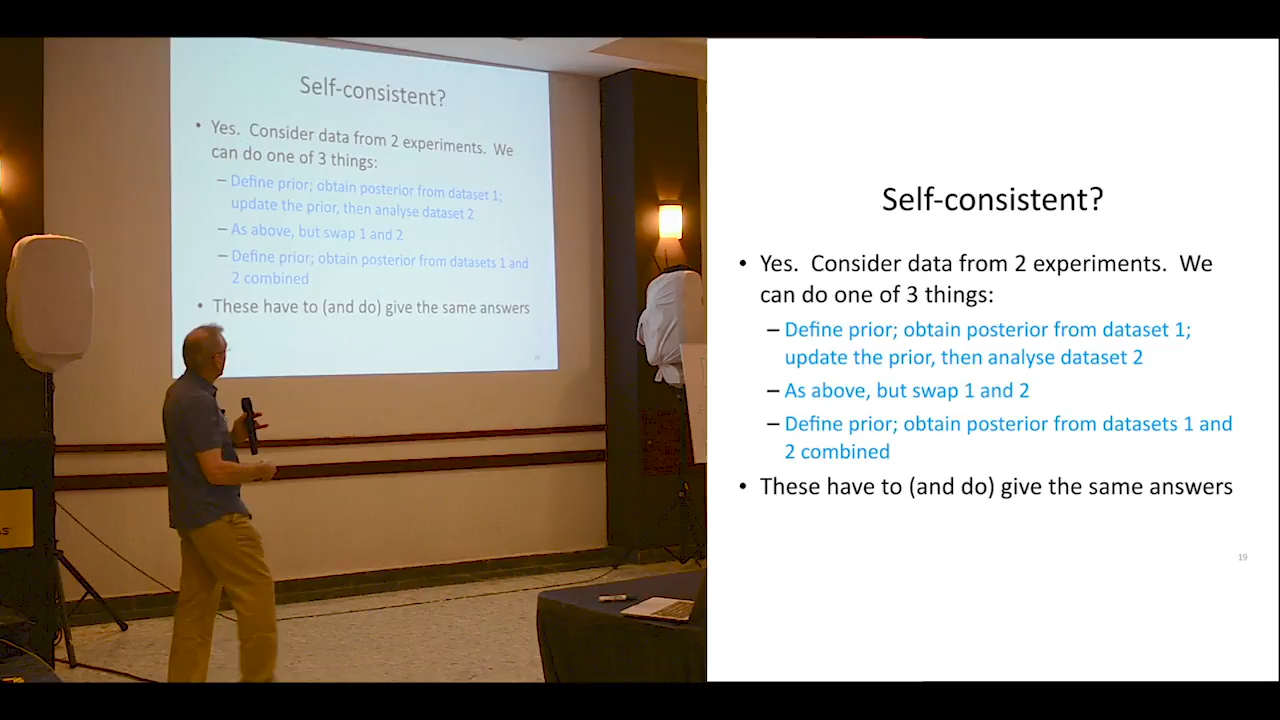 Self-consistent?
• Yes. Consider data from 2 experiments. We
can do one of 3 things:
– Define prior; obtain posterior from dataset 1;
update the prior, then analyse dataset 2
– As above, but swap 1 and 2
– Define prior; obtain posterior from datasets 1 and
2 combined
• These have to (and do) give the same answers
Self-consistent?
• Yes. Consider data from 2 experiments. We
can do one of 3 things:
– Define prior; obtain posterior from dataset 1;
update the prior, then analyse dataset 2
– As above, but swap 1 and 2
– Define prior; obtain posterior from datasets 1 and
2 combined
• These have to (and do) give the same answers
19